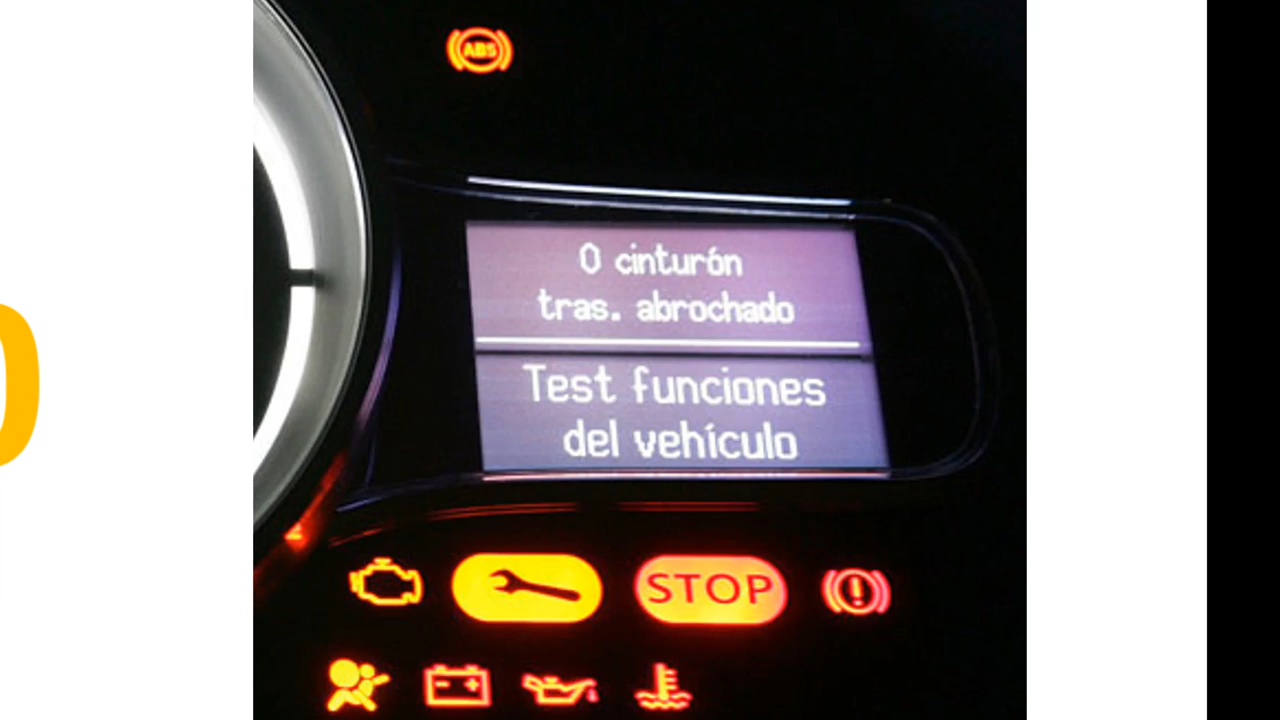 ABS
0 cinturón
tras. abrochado
Test funciones
del vehículo
STOP